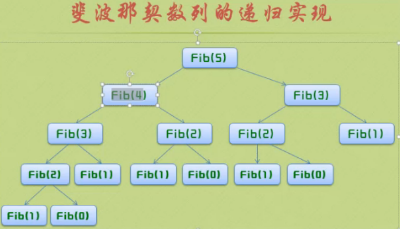 斐波那契数列的递归实现
Fib(5)
Fib(4) Fib(3)
Fib(3) Fib(2) Fib(2) Fib(1)
Fib(2) Fib(1) Fib(1) Fib(0) Fib(1) Fib(0)
Fib(1) Fib(0)